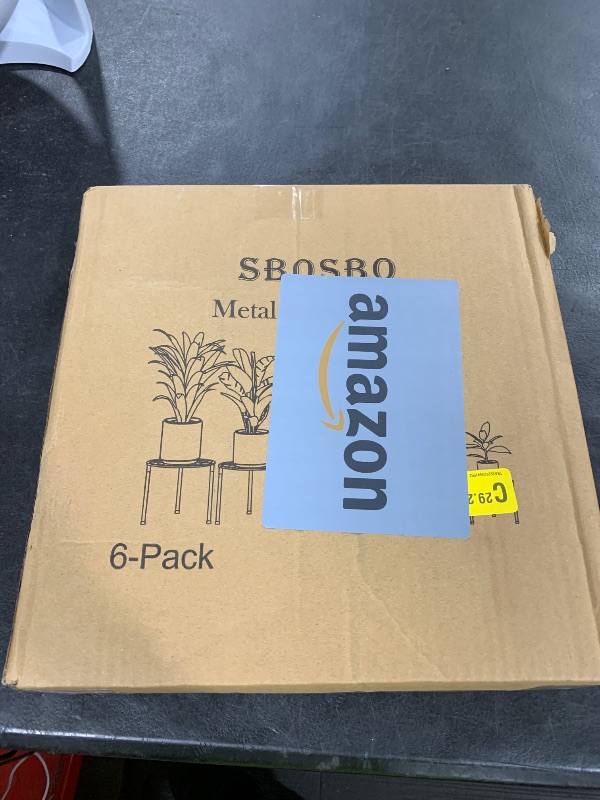 SBOSBO
Metal
amazon
C 29.2
6-Pack